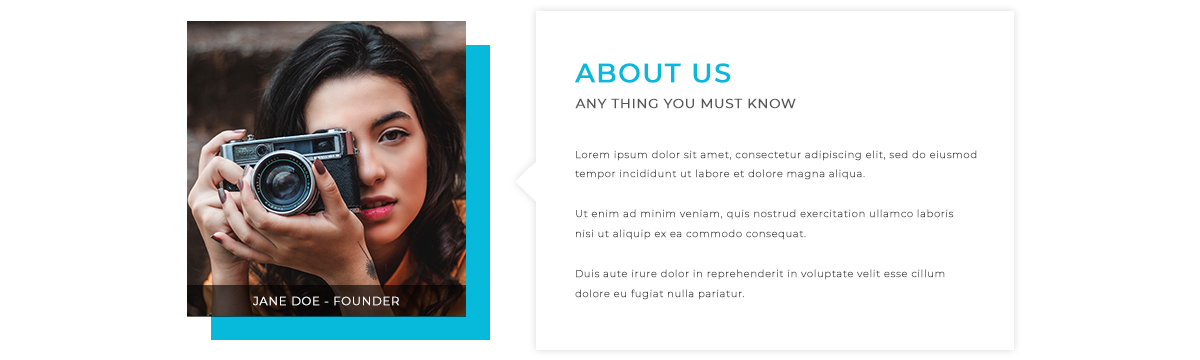 ABOUT US
ANY THING YOU MUST KNOW
Lorem ipsum dolor sit amet, consectetur adipiscing elit, sed do eiusmod
tempor incididunt ut labore et dolore magna aliqua.
Ut enim ad minim veniam, quis nostrud exercitation ullamco laboris
nisi ut aliquip ex ea commodo consequat.
Duis aute irure dolor in reprehenderit in voluptate velit esse cillum
dolore eu fugiat nulla pariatur.
JANE DOE - FOUNDER